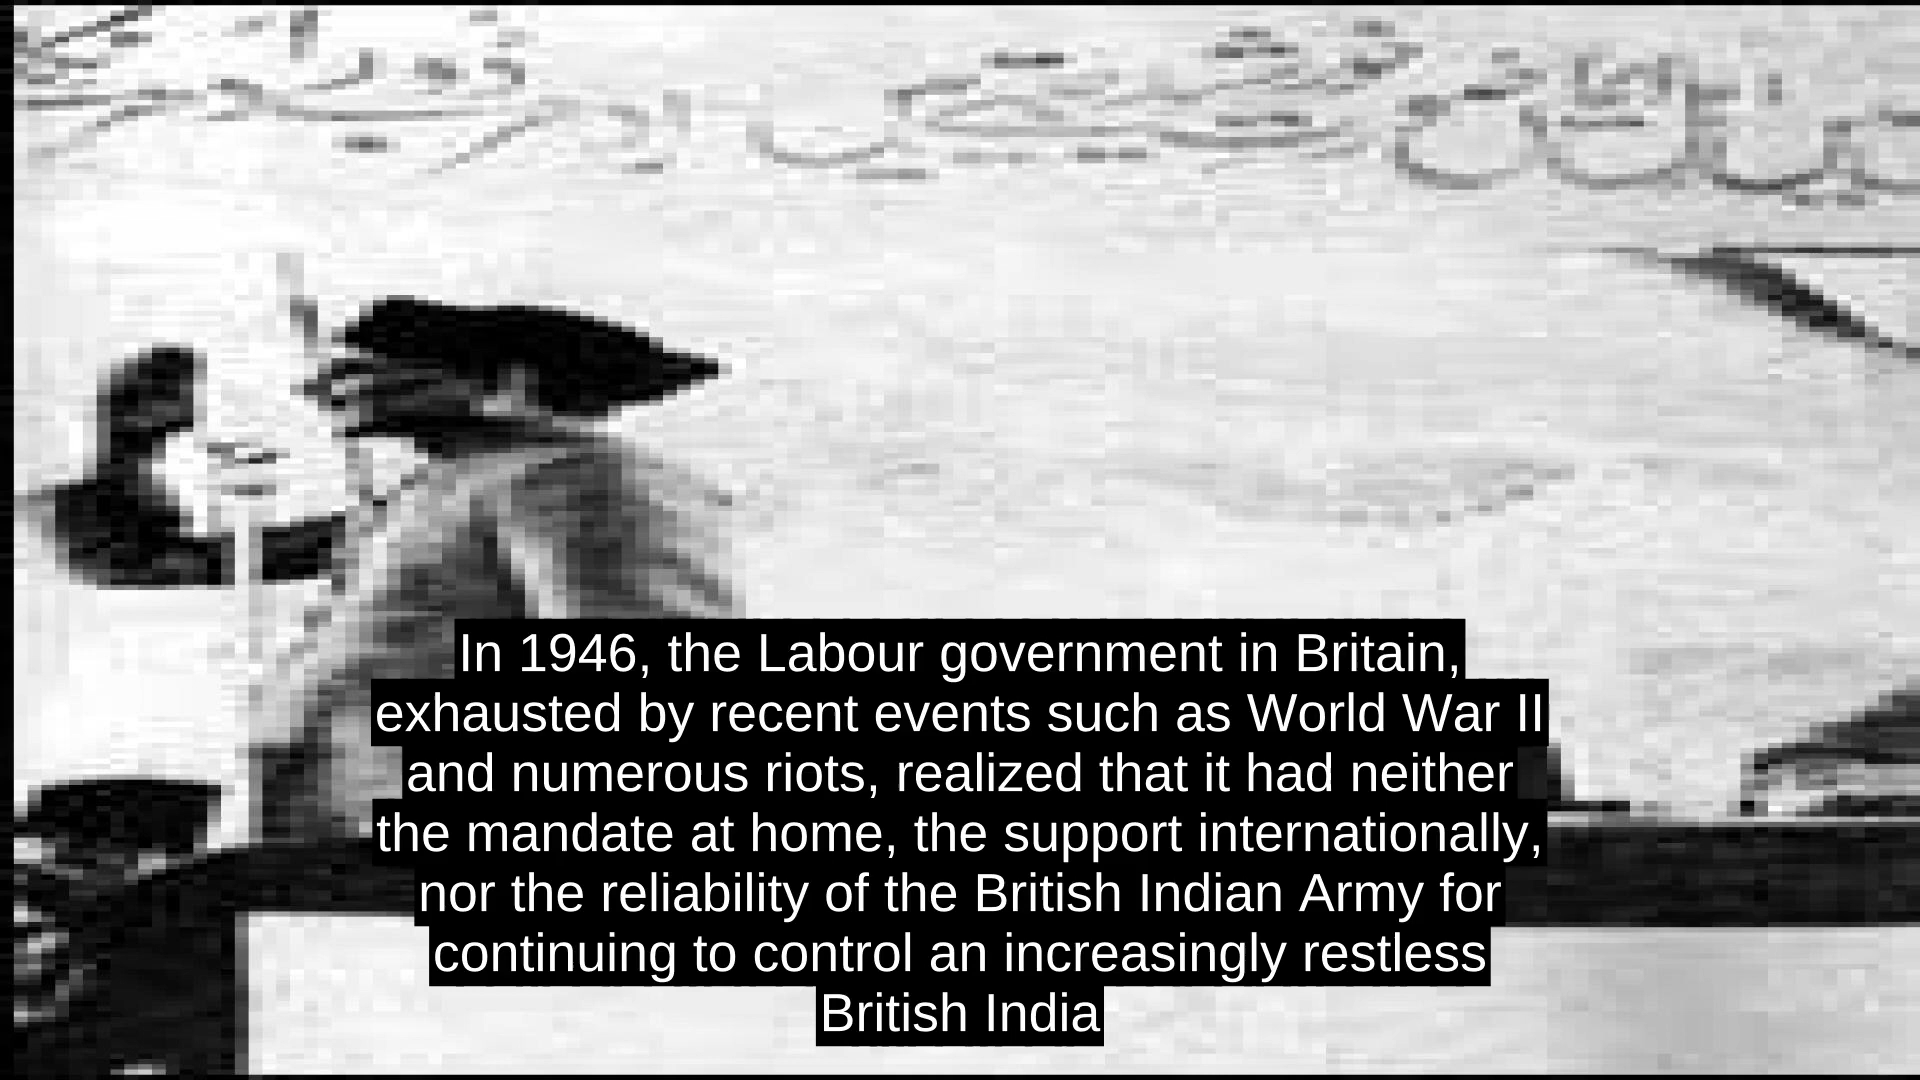 In 1946, the Labour government in Britain,
exhausted by recent events such as World War II
and numerous riots, realized that it had neither
the mandate at home, the support internationally,
nor the reliability of the British Indian Army for
continuing to control an increasingly restless
British India